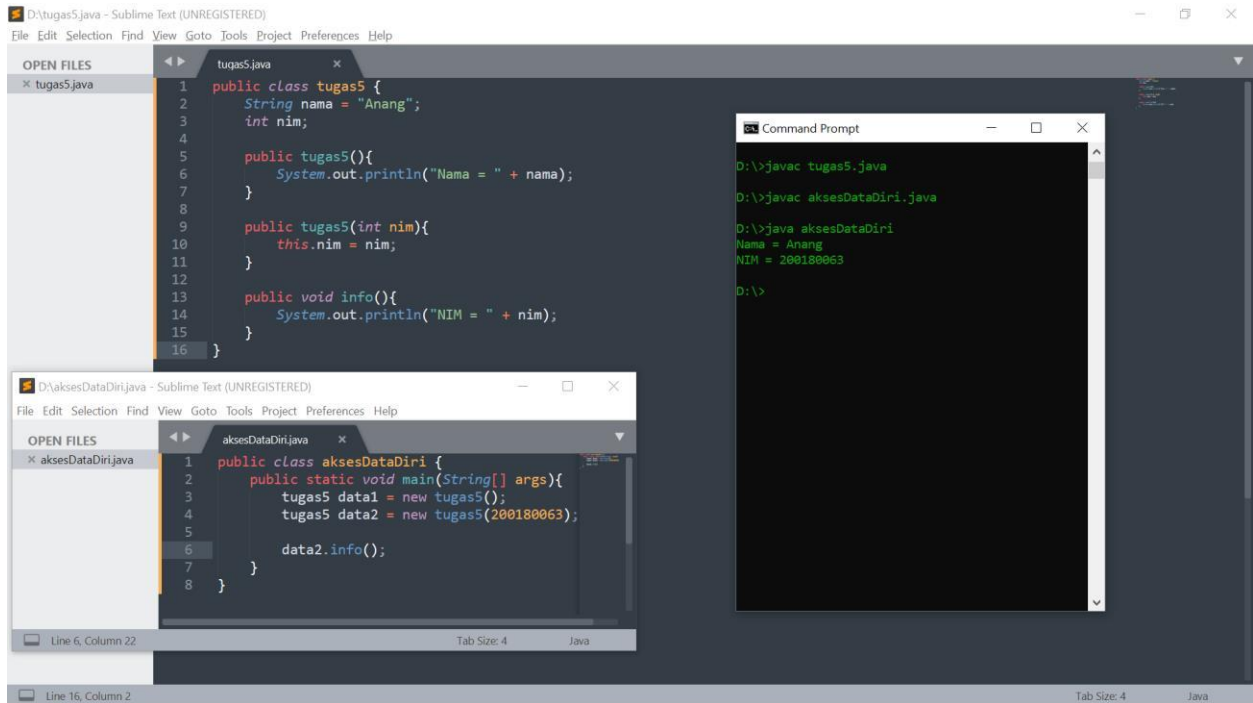 D:\tugas5.java - Sublime Text (UNREGISTERED)
File Edit Selection Find View Goto Tools Project Preferences Help
OPEN FILES
× tugas5.java
tugas5.java ×
1 public class tugas5 {
2     String nama = "Anang";
3     int nim;
4
5     public tugas5(){
6         System.out.println("Nama = " + nama);
7     }
8
9     public tugas5(int nim){
10         this.nim = nim;
11     }
12
13     public void info(){
14         System.out.println("NIM = " + nim);
15     }
16 }
Command Prompt
D:\>javac tugas5.java
D:\>javac aksesDataDiri.java
D:\>java aksesDataDiri
Nama = Anang
NIM = 200180063
D:\>
D:\aksesDataDiri.java - Sublime Text (UNREGISTERED)
File Edit Selection Find View Goto Tools Project Preferences Help
OPEN FILES
× aksesDataDiri.java
aksesDataDiri.java ×
1 public class aksesDataDiri {
2     public static void main(String[] args){
3         tugas5 data1 = new tugas5();
4         tugas5 data2 = new tugas5(200180063);
5
6         data2.info();
7     }
8 }
Line 6, Column 22 Tab Size: 4 Java
Line 16, Column 2 Tab Size: 4 Java